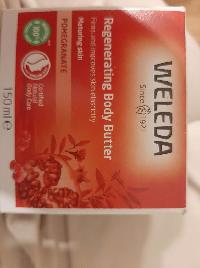 WELEDA
Since 1921
Regenerating Body Butter
Firms and improves skin elasticity
Maturing skin
POMEGRANATE
100%
Certified
Natural
Body Care
150 ml e